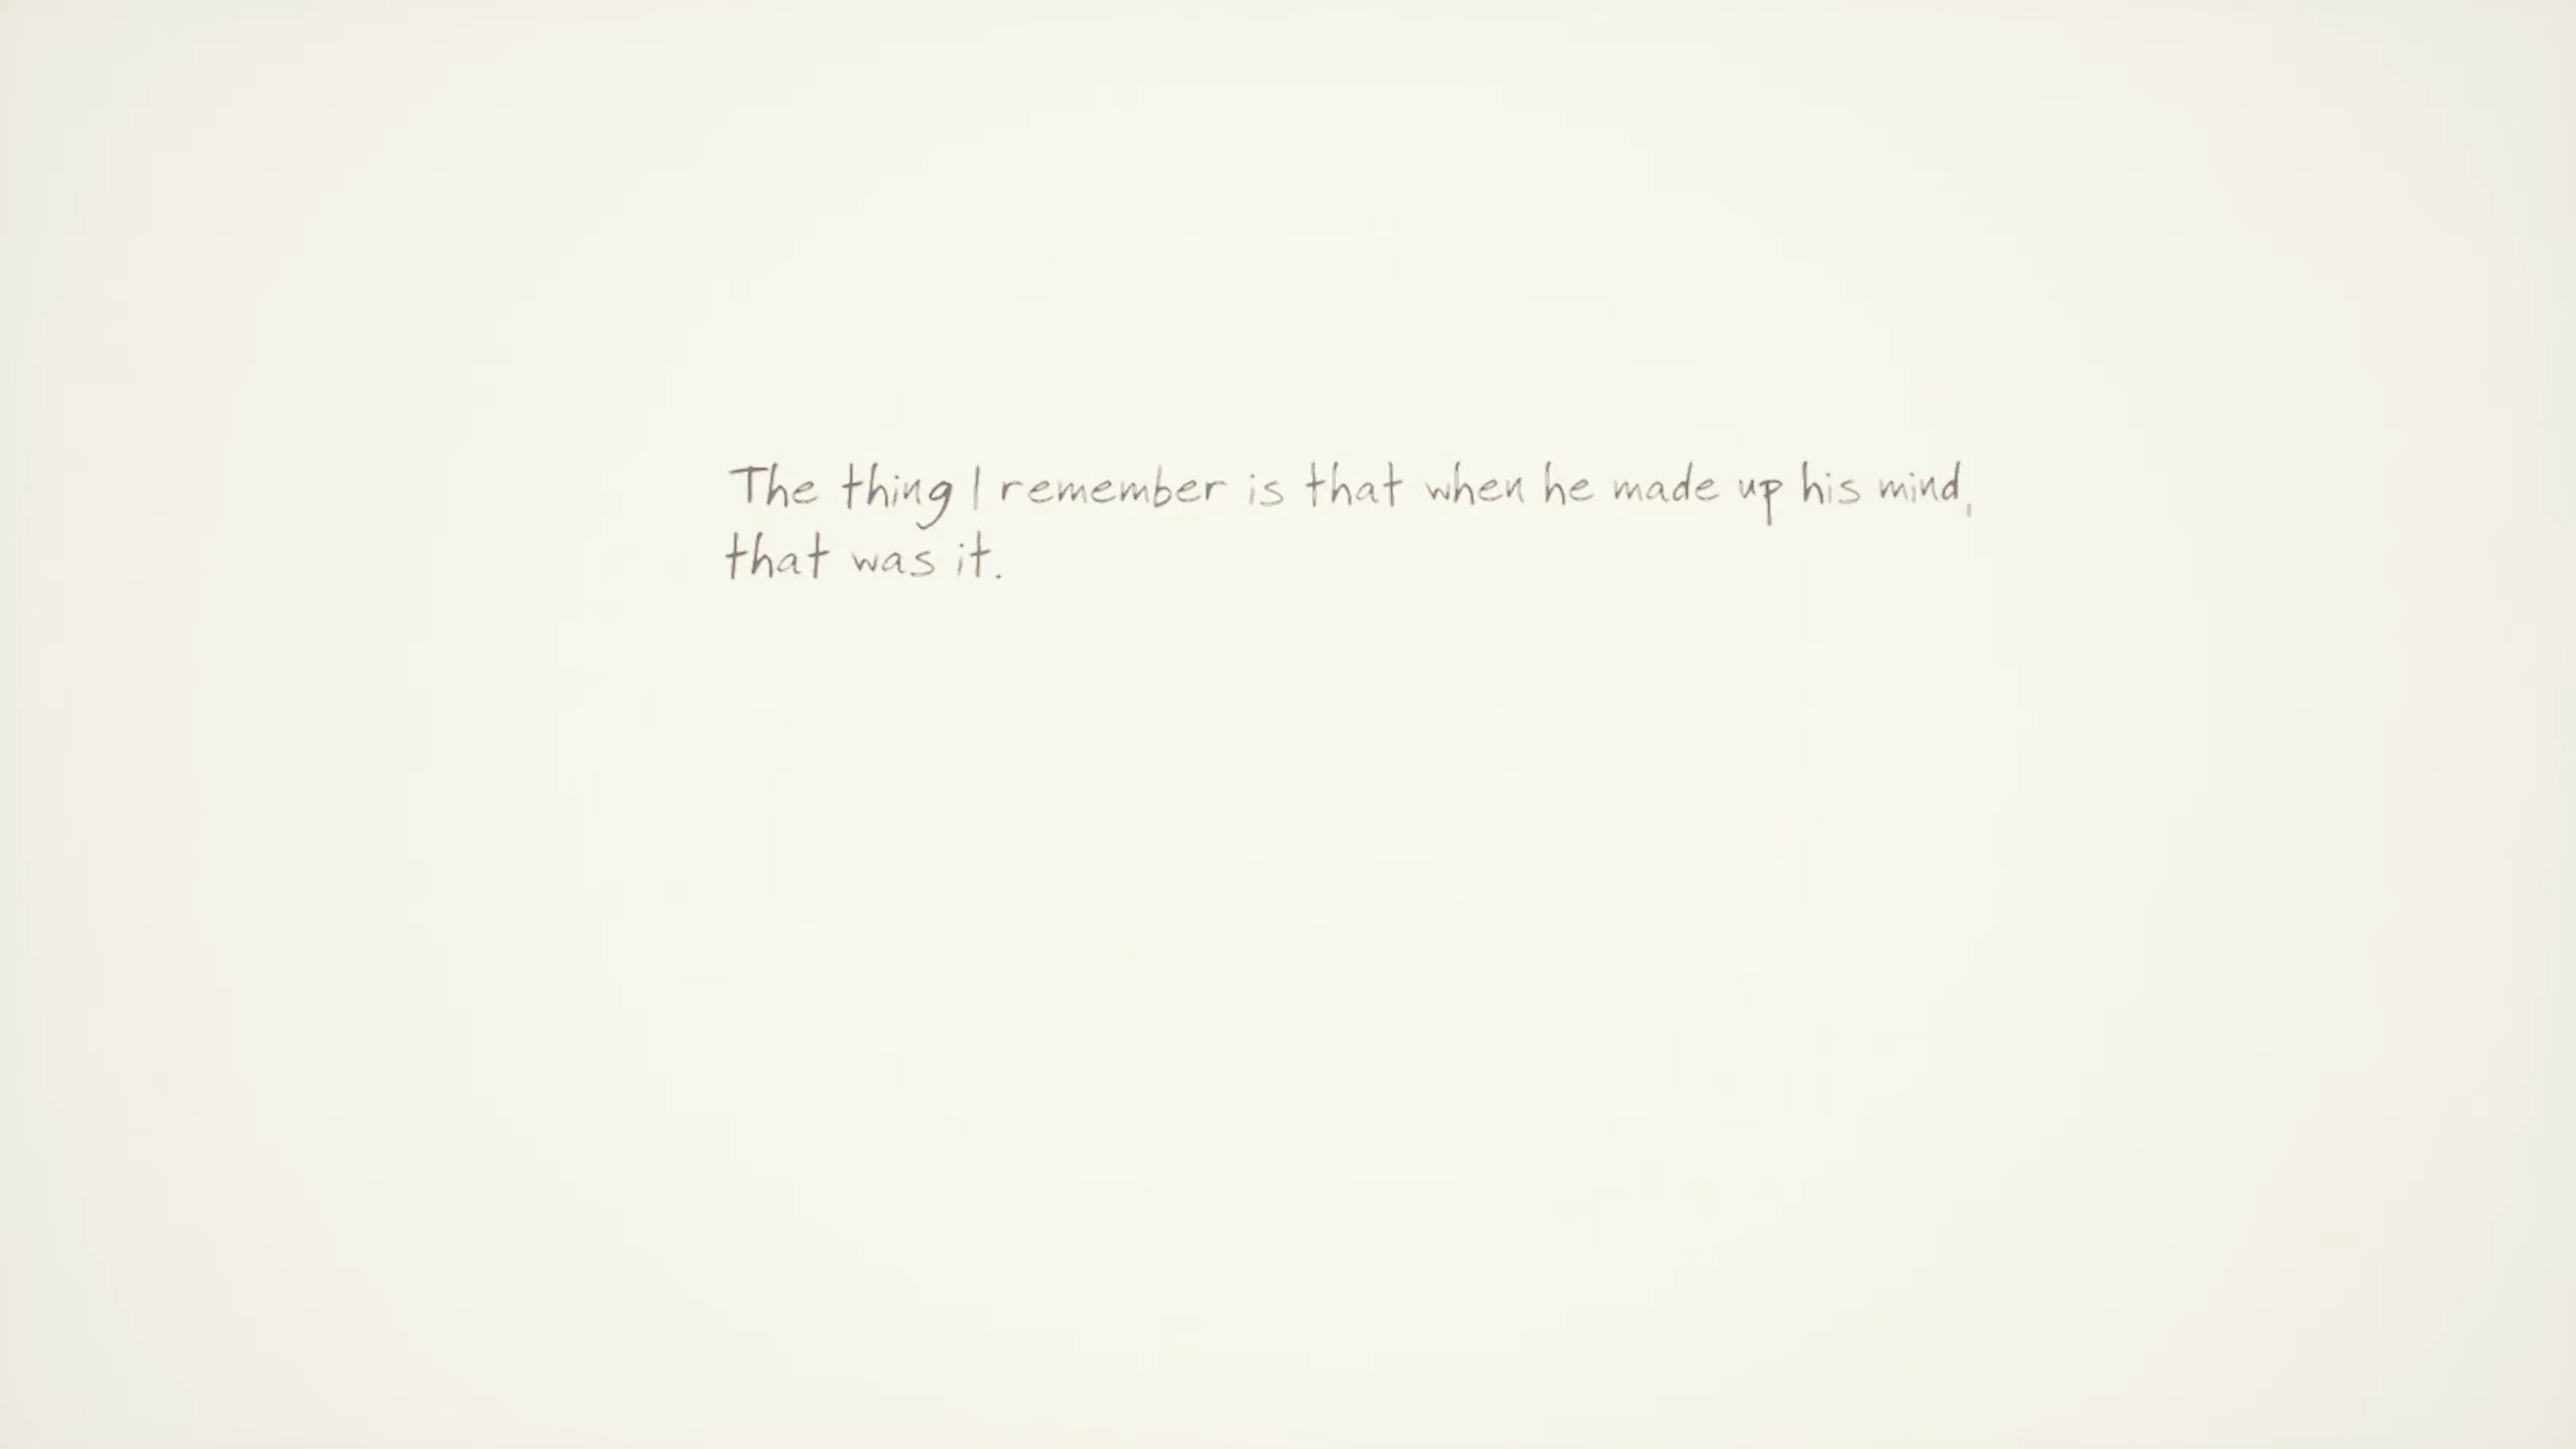 The thing I remember is that when he made up his mind,
that was it.